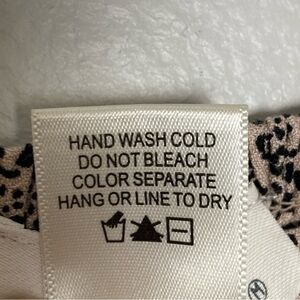 HAND WASH COLD
DO NOT BLEACH
COLOR SEPARATE
HANG OR LINE TO DRY